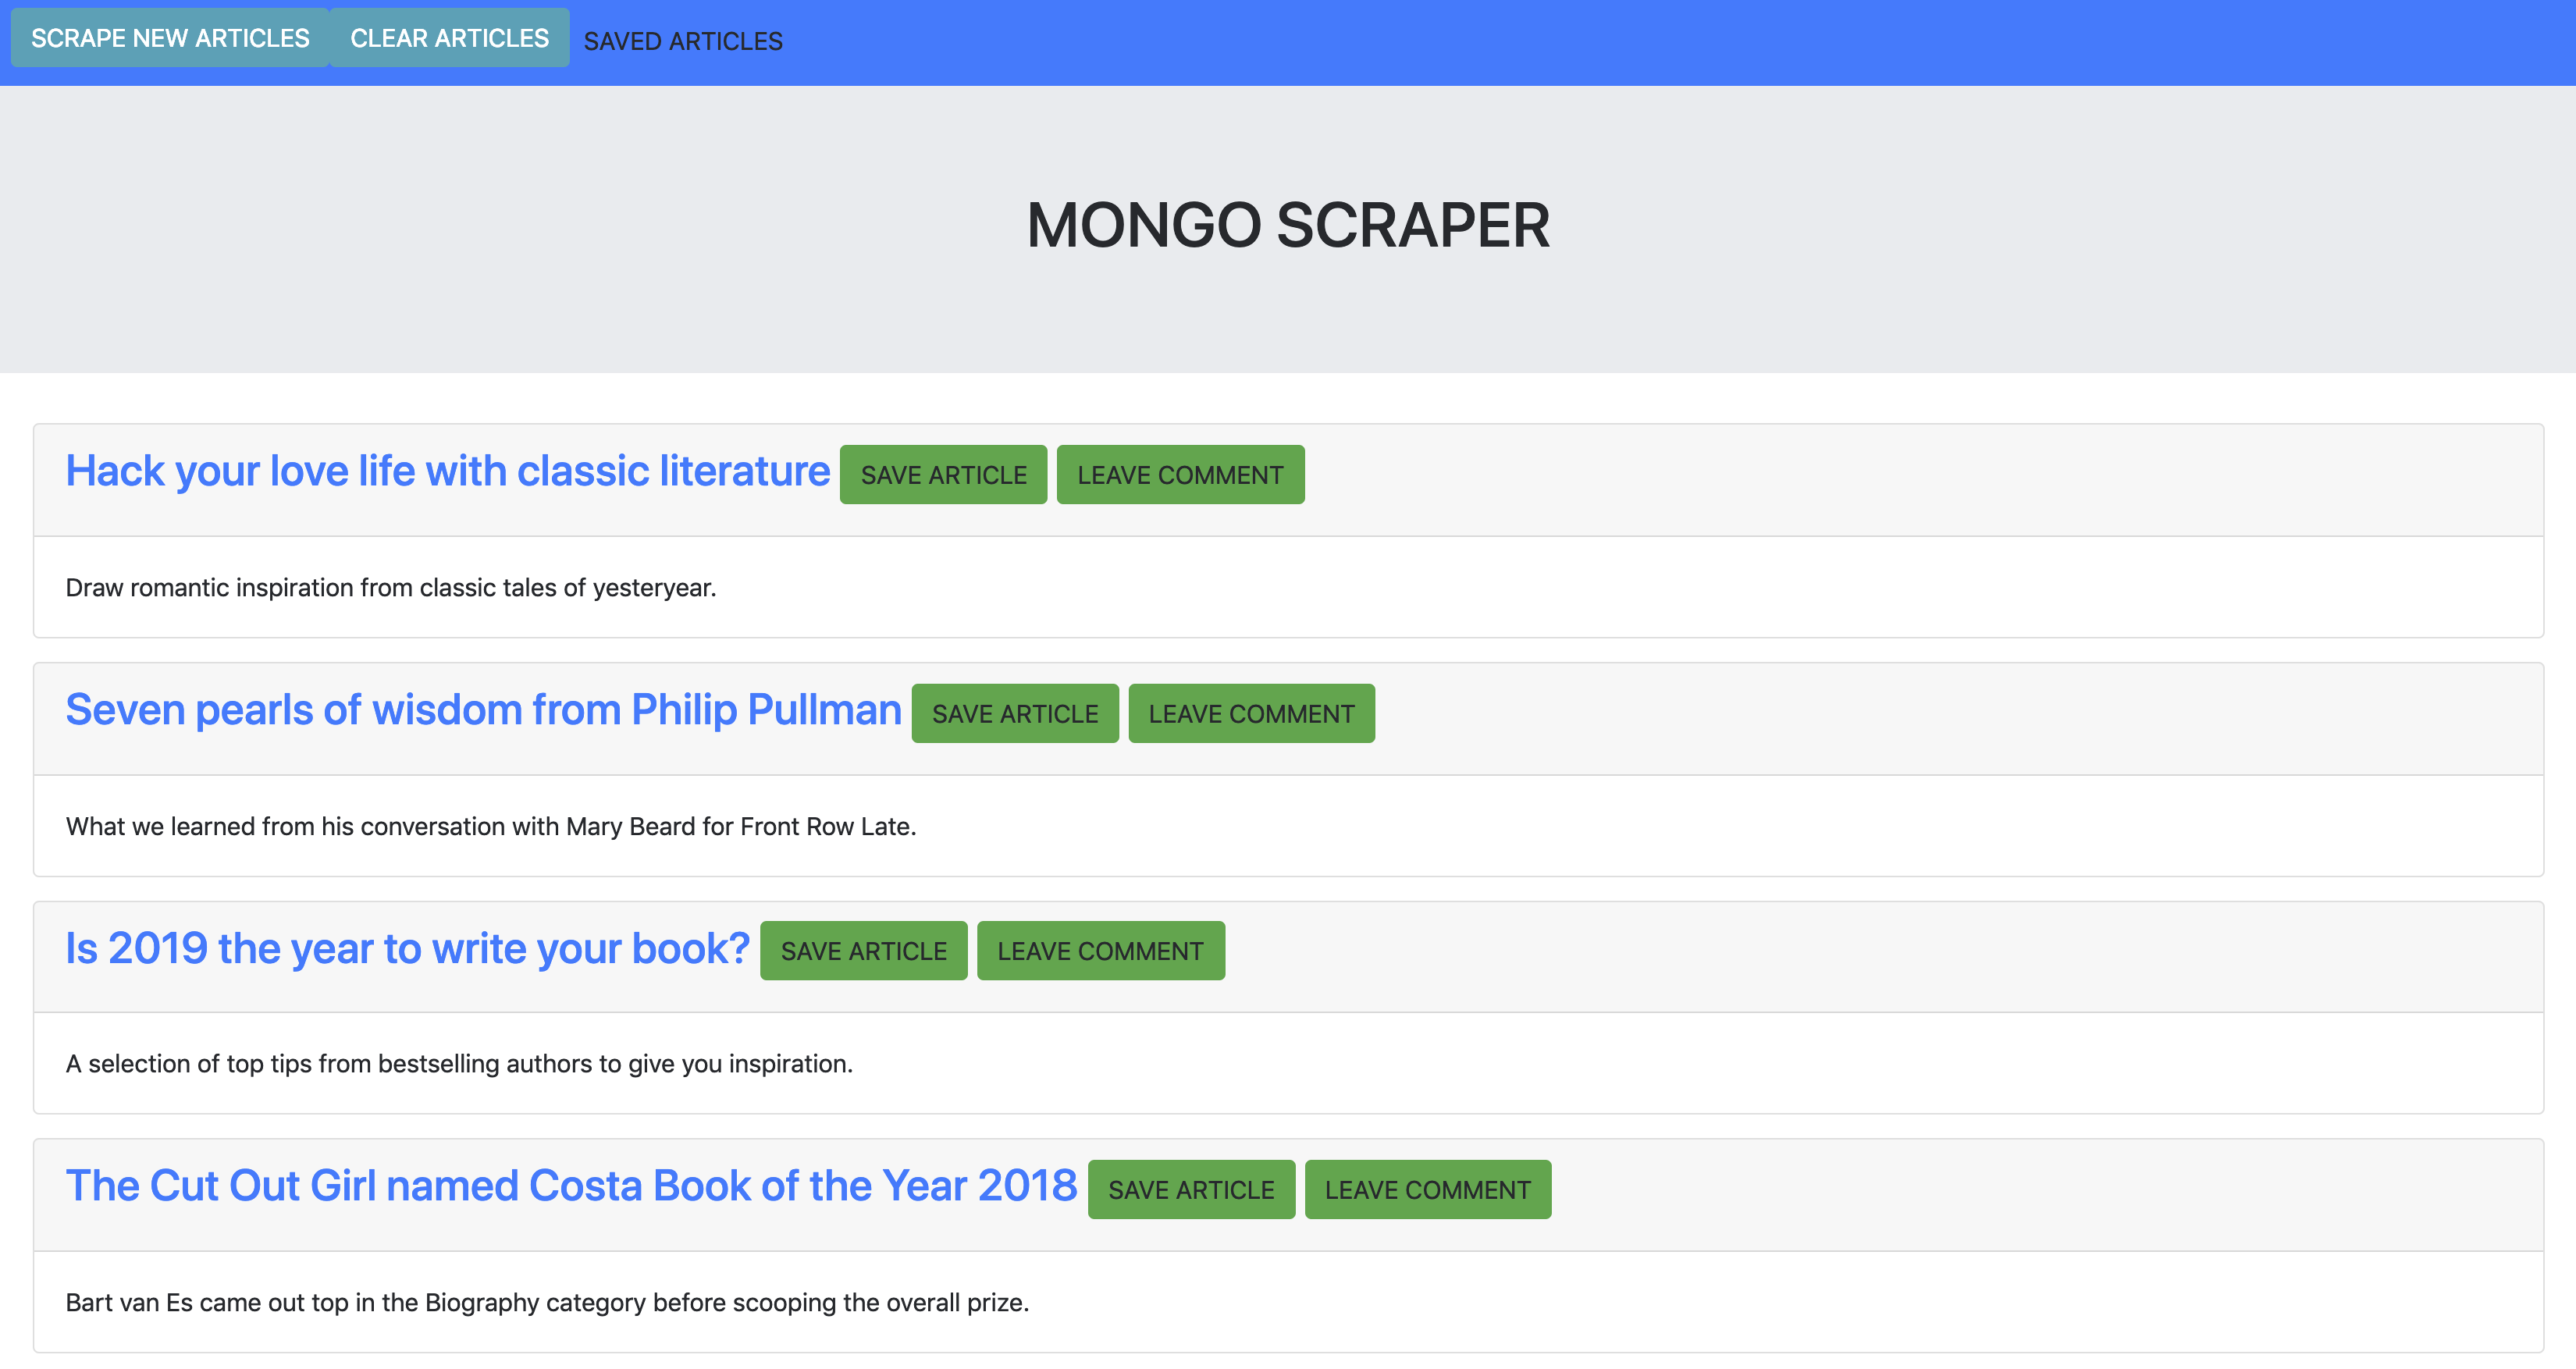 SCRAPE NEW ARTICLES CLEAR ARTICLES SAVED ARTICLES
MONGO SCRAPER
Hack your love life with classic literature SAVE ARTICLE LEAVE COMMENT
Draw romantic inspiration from classic tales of yesteryear.
Seven pearls of wisdom from Philip Pullman SAVE ARTICLE LEAVE COMMENT
What we learned from his conversation with Mary Beard for Front Row Late.
Is 2019 the year to write your book? SAVE ARTICLE LEAVE COMMENT
A selection of top tips from bestselling authors to give you inspiration.
The Cut Out Girl named Costa Book of the Year 2018 SAVE ARTICLE LEAVE COMMENT
Bart van Es came out top in the Biography category before scooping the overall prize.